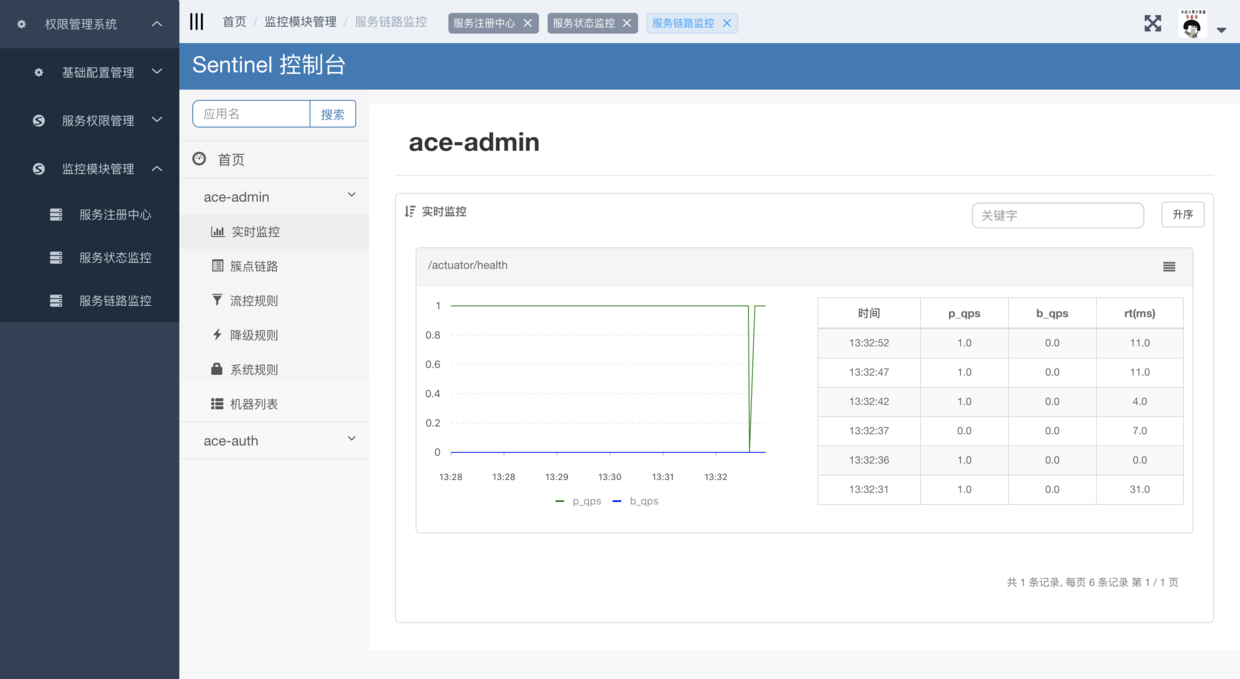 权限管理系统
基础配置管理
服务权限管理
监控模块管理
服务注册中心
服务状态监控
服务链路监控
首页 / 监控模块管理 / 服务链路监控
服务注册中心 ✕ 服务状态监控 ✕ 服务链路监控 ✕
Sentinel 控制台
应用名 搜索
首页
ace-admin
实时监控
簇点链路
流控规则
降级规则
系统规则
机器列表
ace-auth
ace-admin
实时监控 关键字 升序
/actuator/health
1
0.8
0.6
0.4
0.2
0
13:28 13:28 13:29 13:30 13:31 13:32
p_qps b_qps
时间 p_qps b_qps rt(ms)
13:32:52 1.0 0.0 11.0
13:32:47 1.0 0.0 11.0
13:32:42 1.0 0.0 4.0
13:32:37 0.0 0.0 7.0
13:32:36 1.0 0.0 0.0
13:32:31 1.0 0.0 31.0
共 1 条记录, 每页 6 条记录 第 1 / 1 页